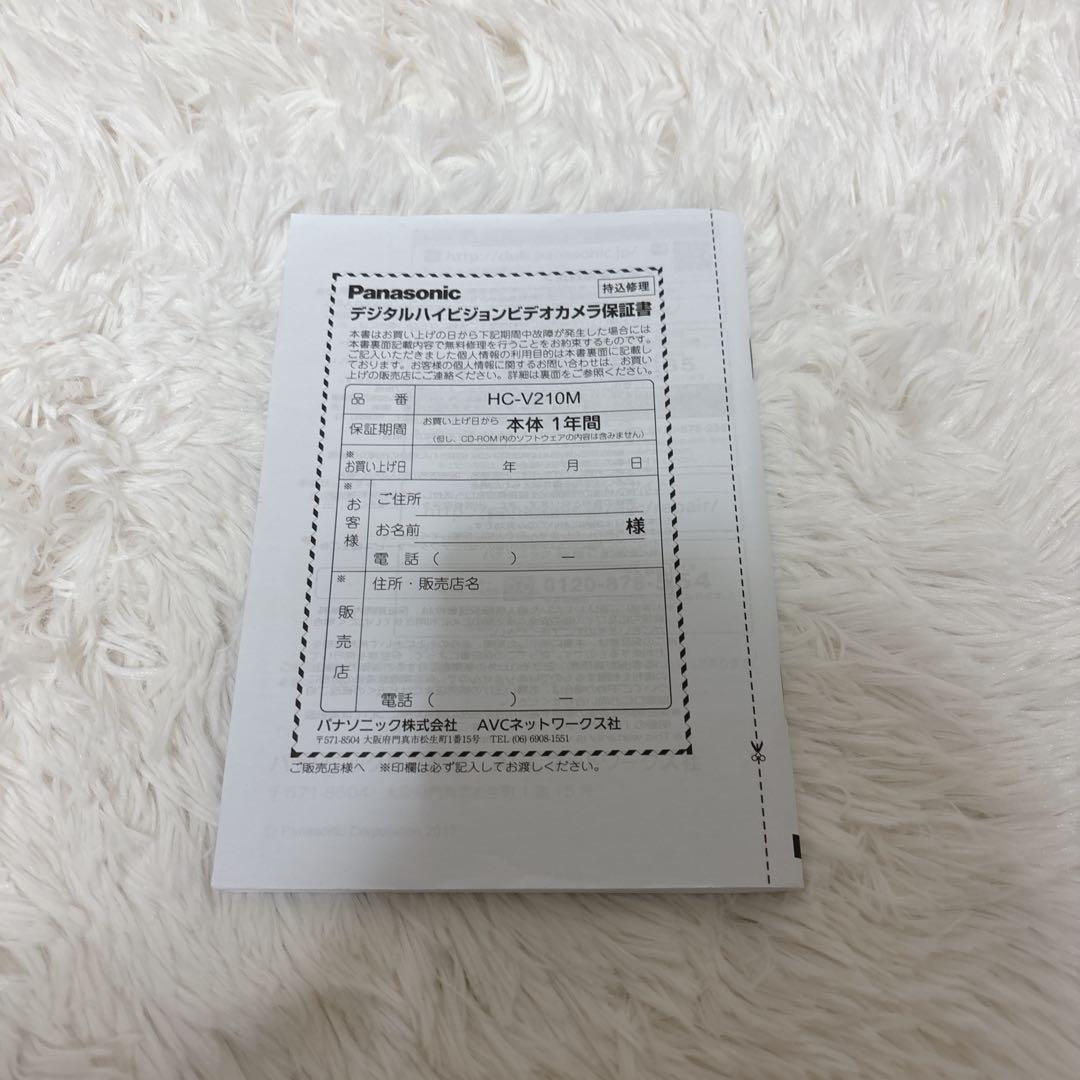 http://club.panasonic.jp/
Panasonic 持込修理
デジタルハイビジョンビデオカメラ保証書
本書はお買い上げの日から下記期間中故障が発生した場合には
本書裏面記載内容で無料修理を行うことをお約束するものです。
ご記入いただきました個人情報の利用目的は本書裏面に記載し
ております。お客様の個人情報に関するお問い合わせは、お買い
上げの販売店にご連絡ください。詳細は裏面をご参照ください。
品番 HC-V210M
保証期間 お買い上げ日から 本体 1年間
(但し、CD-ROM 内のソフトウェアの内容は含みません)
※お買い上げ日 年 月 日
※お客様 ご住所
お名前 様
電話 ( ) ー
※販売店 住所・販売店名
電話 ( ) ー
パナソニック株式会社 AVCネットワークス社
〒571-8504 大阪府門真市松生町1番15号 TEL (06) 6908-1551
ご販売店様へ ※印欄は必ず記入してお渡しください。